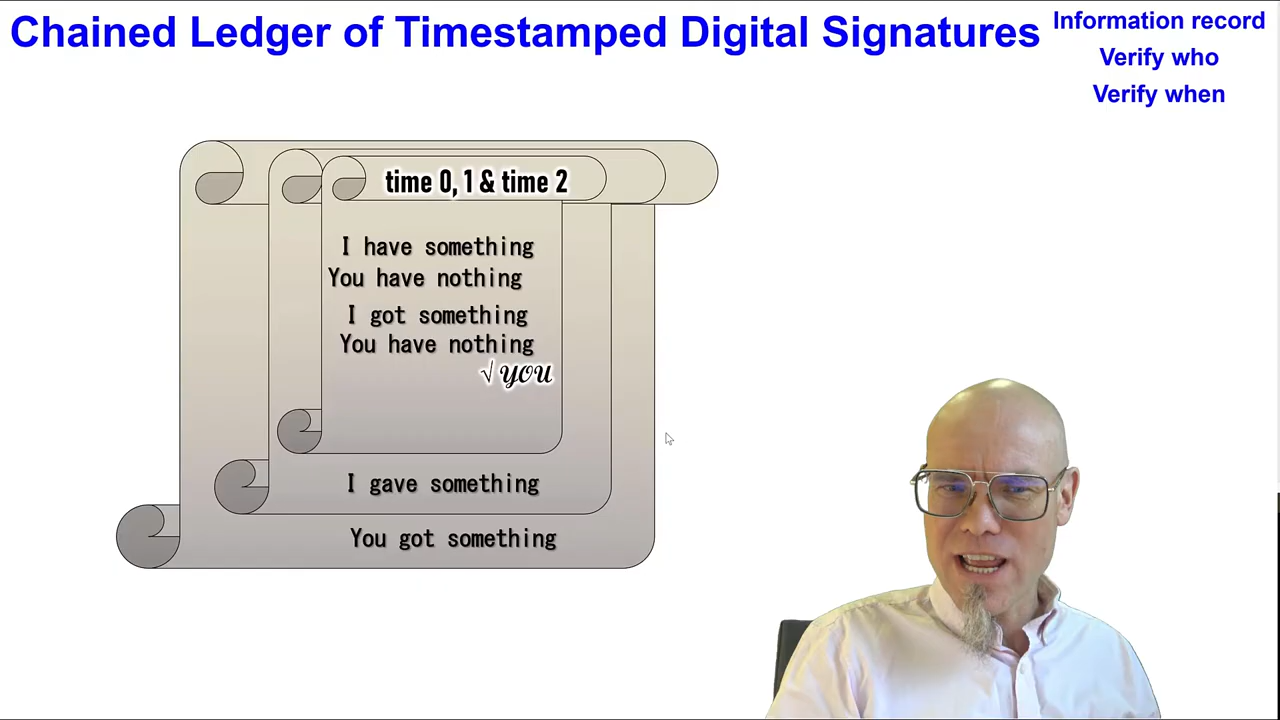 Chained Ledger of Timestamped Digital Signatures
Information record
Verify who
Verify when
time 0, 1 & time 2
I have something
You have nothing
I got something
You have nothing
√ you
I gave something
You got something